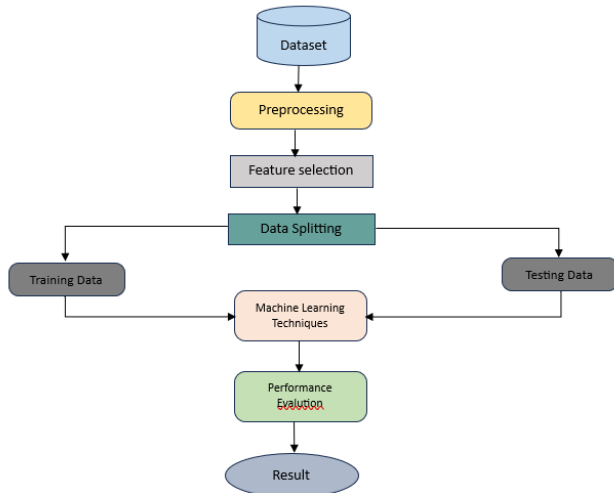 Dataset
Preprocessing
Feature selection
Data Splitting
Training Data
Testing Data
Machine Learning
Techniques
Performance
Evalution
Result